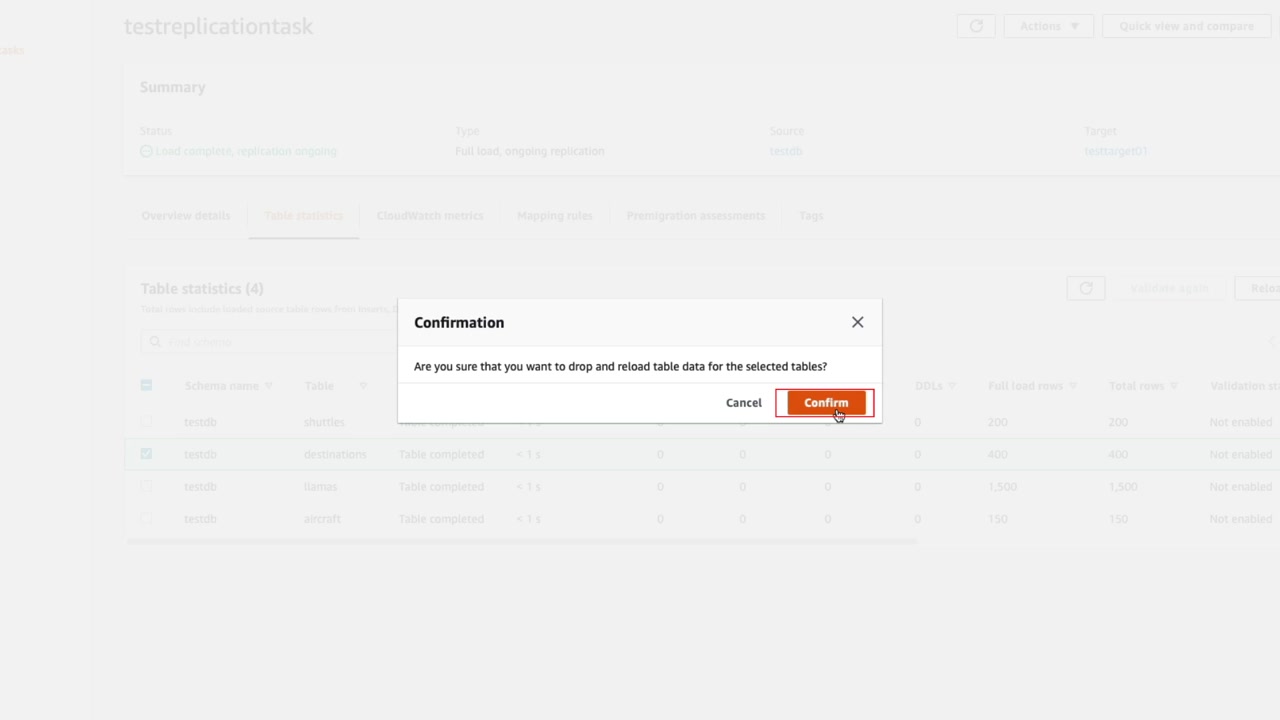 testreplicationtask
Actions
Quick view and compare
Summary
Status
Type
Source
Target
Load complete, replication ongoing
Full load, ongoing replication
testdb
testtarget01
Overview details
Table statistics
CloudWatch metrics
Mapping rules
Premigration assessments
Tags
Table statistics (4)
Total rows include loaded source table rows from Inserts,
Validate again
Find schema
Confirmation
Are you sure that you want to drop and reload table data for the selected tables?
Cancel
Confirm
Schema name Table DDLs Full load rows Total rows Validation
testdb shuttles Table completed < 1 s 0 0 0 0 200 200 Not enabled
testdb destinations Table completed < 1 s 0 0 0 0 400 400 Not enabled
testdb llamas Table completed < 1 s 0 0 0 0 1,500 1,500 Not enabled
testdb aircraft Table completed < 1 s 0 0 0 0 150 150 Not enabled